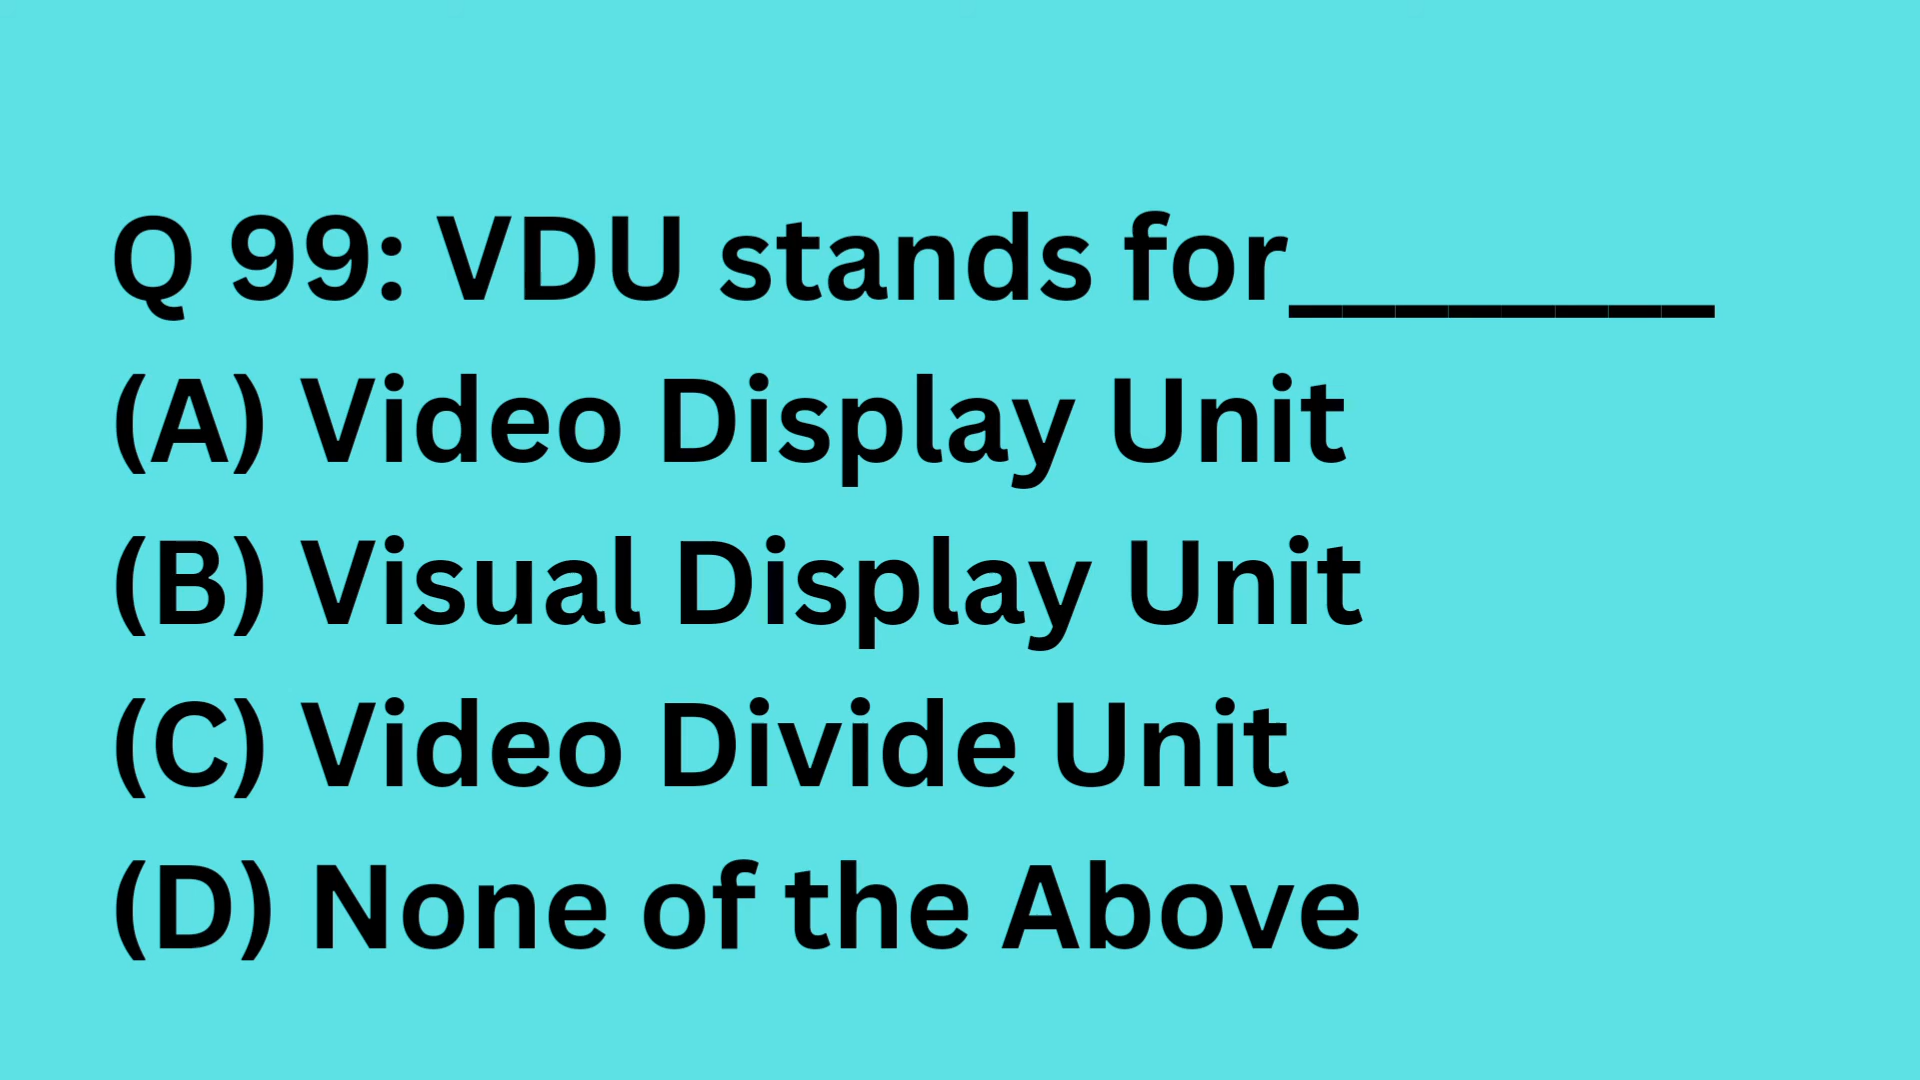 Q 99: VDU stands for________
(A) Video Display Unit
(B) Visual Display Unit
(C) Video Divide Unit
(D) None of the Above